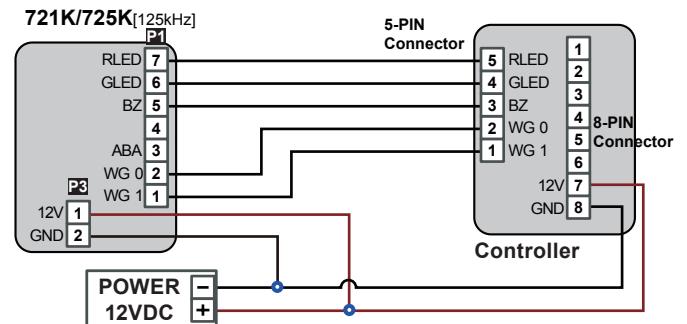 721K/725K[125kHz]
P1
RLED 7
GLED 6
BZ 5
4
ABA 3
WG 0 2
WG 1 1
P3
12V 1
GND 2
5-PIN
Connector
5 RLED
4 GLED
3 BZ
2 WG 0
1 WG 1
1
2
3
4
5
6
12V 7
GND 8
8-PIN
Connector
Controller
POWER −
12VDC +